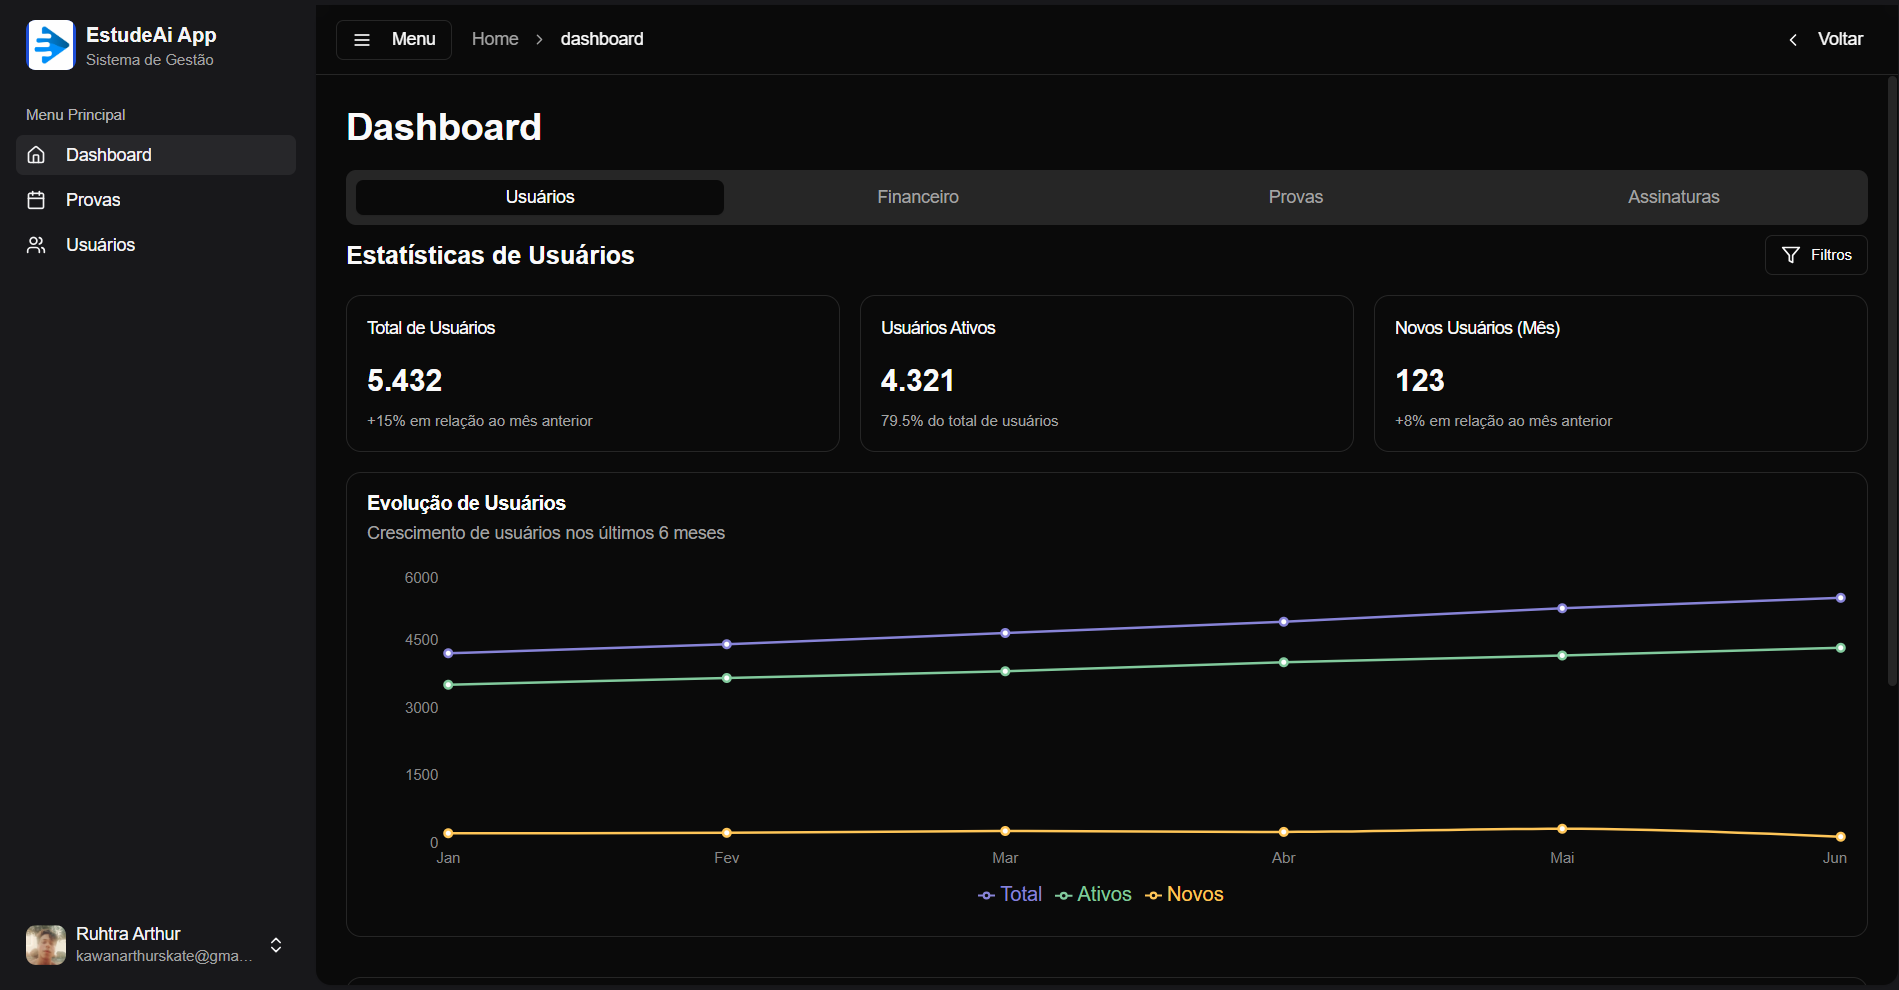 EstudeAi App
Sistema de Gestão
Menu Principal
Dashboard
Provas
Usuários
Ruhtra Arthur
kawanarthurskate@gma...
Menu
Home > dashboard
Voltar
Dashboard
Usuários
Financeiro
Provas
Assinaturas
Estatísticas de Usuários
Filtros
Total de Usuários
5.432
+15% em relação ao mês anterior
Usuários Ativos
4.321
79.5% do total de usuários
Novos Usuários (Mês)
123
+8% em relação ao mês anterior
Evolução de Usuários
Crescimento de usuários nos últimos 6 meses
6000
4500
3000
1500
0
Jan Fev Mar Abr Mai Jun
Total Ativos Novos